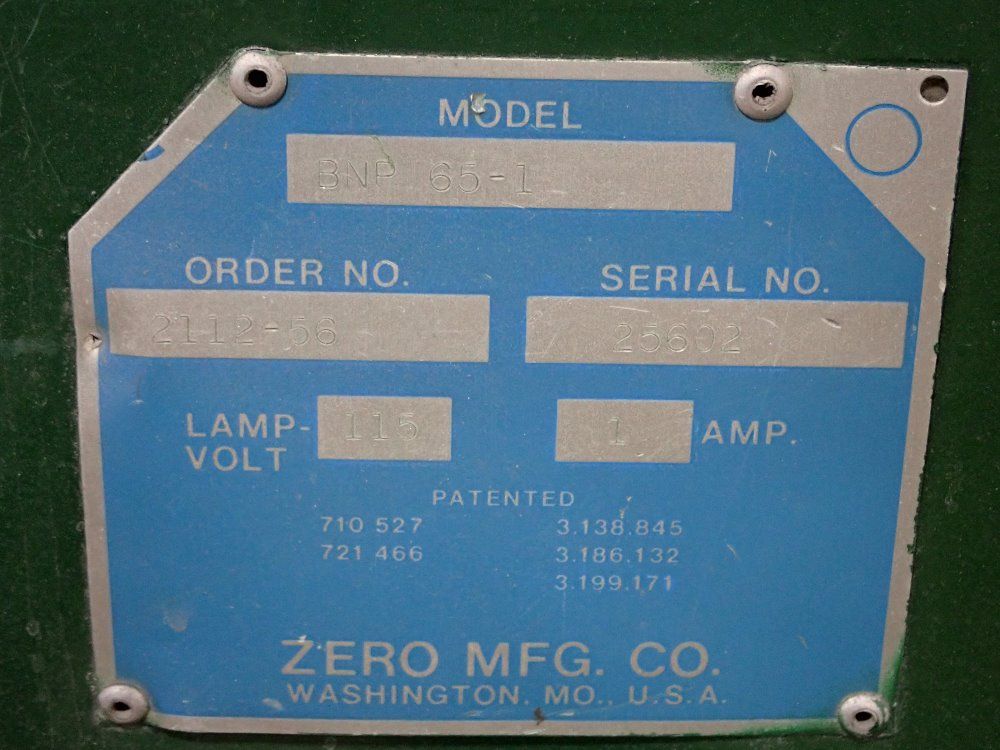 MODEL
BNP 65-1
ORDER NO. SERIAL NO.
2112-56 25602
LAMP-VOLT 115 1 AMP.
PATENTED
710 527 3.138.845
721 466 3.186.132
3.199.171
ZERO MFG. CO.
WASHINGTON. MO., U.S.A.